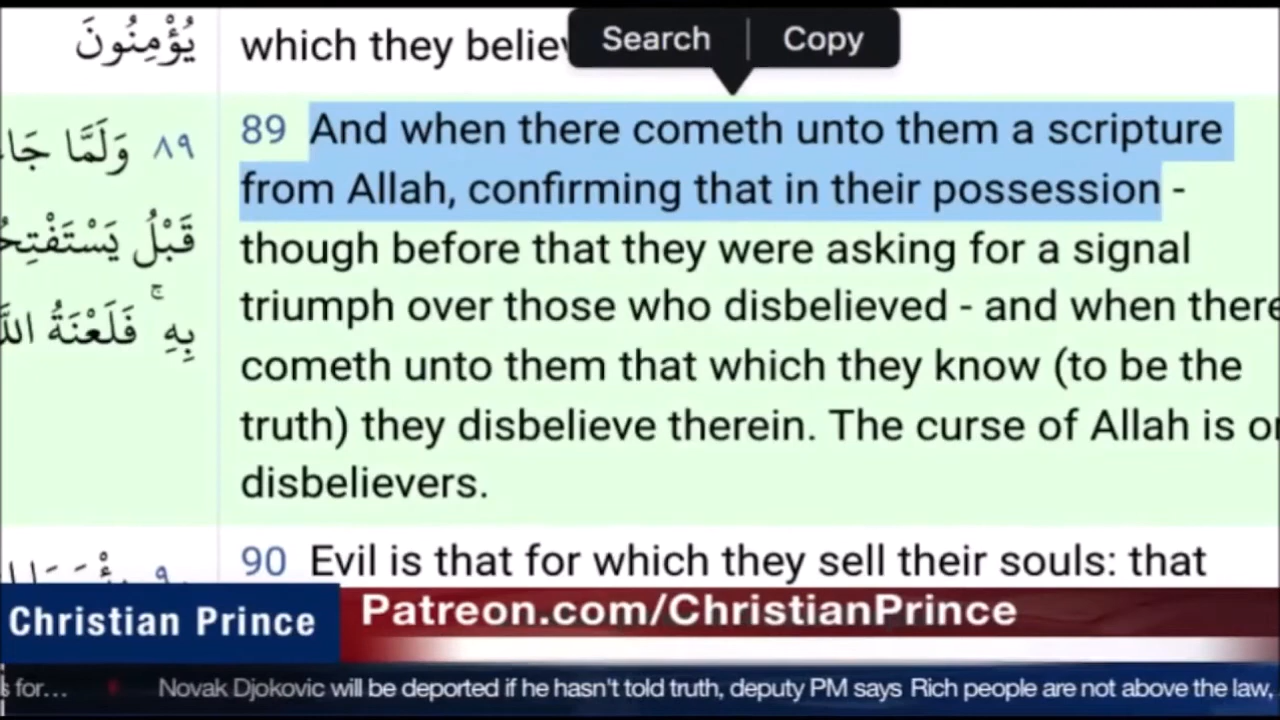 يُؤْمِنُونَ
which they
Search
Copy
٨٩ وَلَمَّا
قَبْلُ
بِهِ ۚ فَلَعْنَةُ
89 And when there cometh unto them a scripture
from Allah, confirming that in their possession -
though before that they were asking for a signal
triumph over those who disbelieved - and when there
cometh unto them that which they know (to be the
truth) they disbelieve therein. The curse of Allah is
disbelievers.
90 Evil is that for which they sell their souls: that
Christian Prince
Patreon.com/ChristianPrince
for...
Novak Djokovic will be deported if he hasn't told truth, deputy PM says Rich people are not above the law,